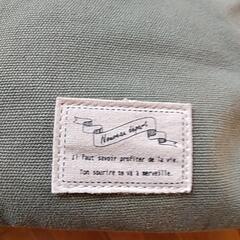 Nouveau départ
Il faut savoir profiter de la vie.
Ton sourire te va à merveille.